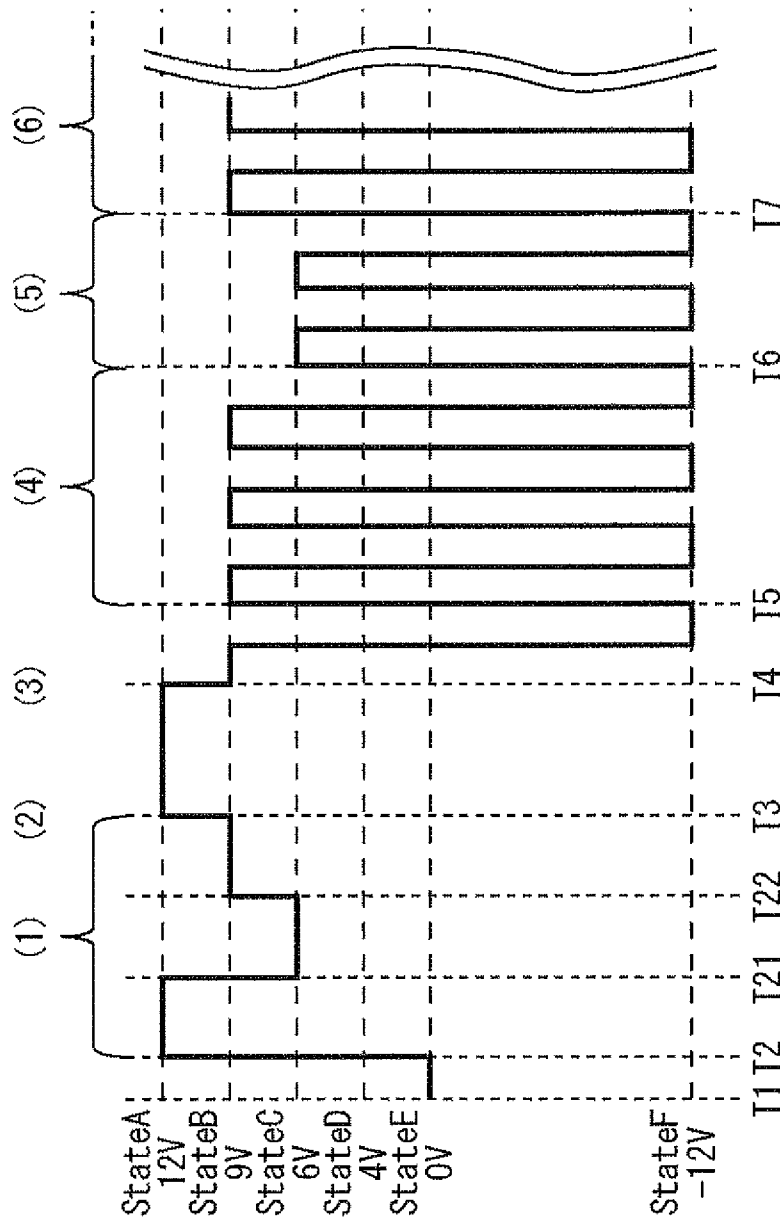 (1)
(2)
(3)
(4)
(5)
(6)
StateA
12V
StateB
9V
StateC
6V
StateD
4V
StateE
0V
StateF
-12V
T1
T2
T21
T22
T3
T4
T5
T6
T7